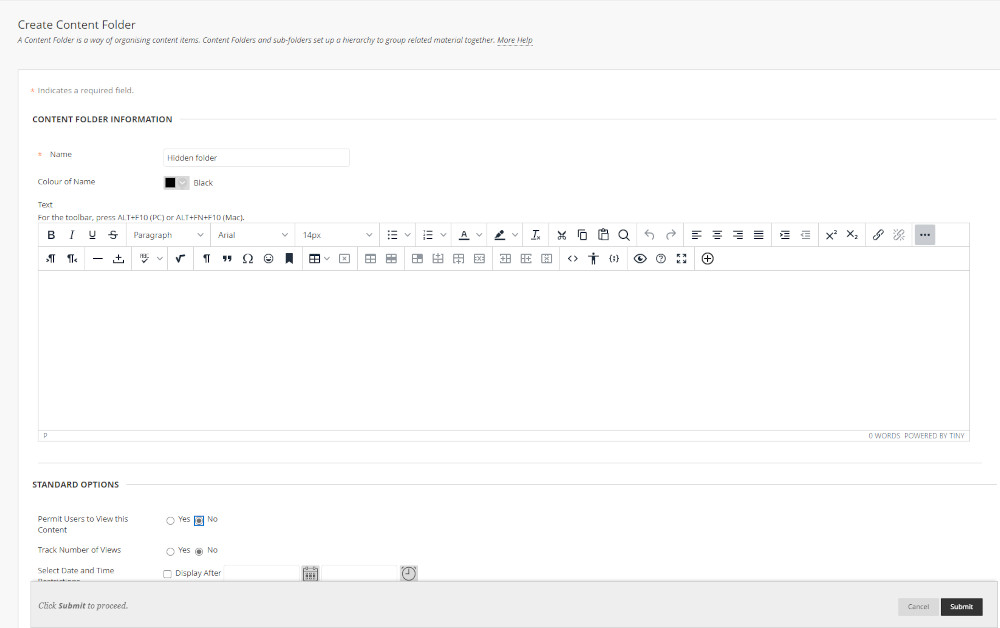 Create Content Folder
A Content Folder is a way of organising content items. Content Folders and sub-folders set up a hierarchy to group related material together. More Help
* Indicates a required field.
CONTENT FOLDER INFORMATION
* Name
Hidden folder
Colour of Name
Black
Text
For the toolbar, press ALT+F10 (PC) or ALT+FN+F10 (Mac).
B I U S Paragraph Arial 14px
P
0 WORDS POWERED BY TINY
STANDARD OPTIONS
Permit Users to View this
Content
Yes No
Track Number of Views
Yes No
Select Date and Time
Restrictions
Display After
Click Submit to proceed.
Cancel
Submit